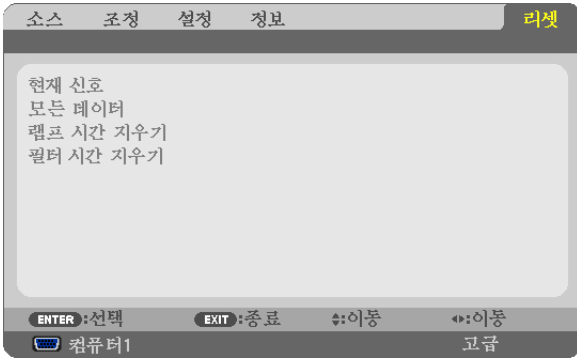 소스 조정 설정 정보 리셋
현재 신호
모든 데이터
램프 시간 지우기
필터 시간 지우기
ENTER :선택 EXIT :종료 :이동 :이동
컴퓨터1 고급